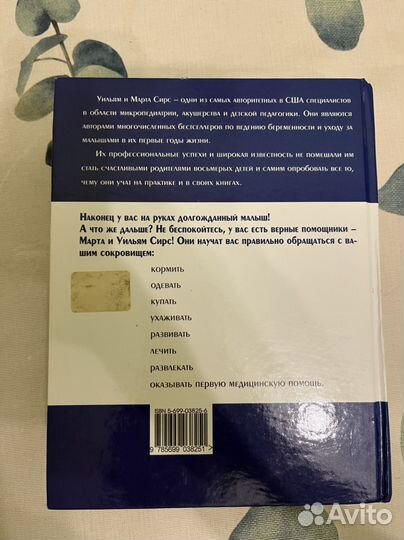 Уильям и Марта Сирс – одни из самых авторитетных в США специалистов
в области микропедиатрии, акушерства и детской педагогики. Они являются
авторами многочисленных бестселлеров по ведению беременности и уходу за
малышами в их первые годы жизни.
Их профессиональные успехи и широкая известность не помешали им
стать счастливыми родителями восьмерых детей и самим опробовать все то,
чему они учат на практике и в своих книгах.
Наконец у вас на руках долгожданный малыш!
А что же дальше? Не беспокойтесь, у вас есть верные помощники –
Марта и Уильям Сирс! Они научат вас правильно обращаться с ва-
шим сокровищем:
кормить
одевать
купать
ухаживать
развивать
лечить
развлекать
оказывать первую медицинскую помощь.
ISBN 5-699-03825-6
9 785699 038251 >
Avito